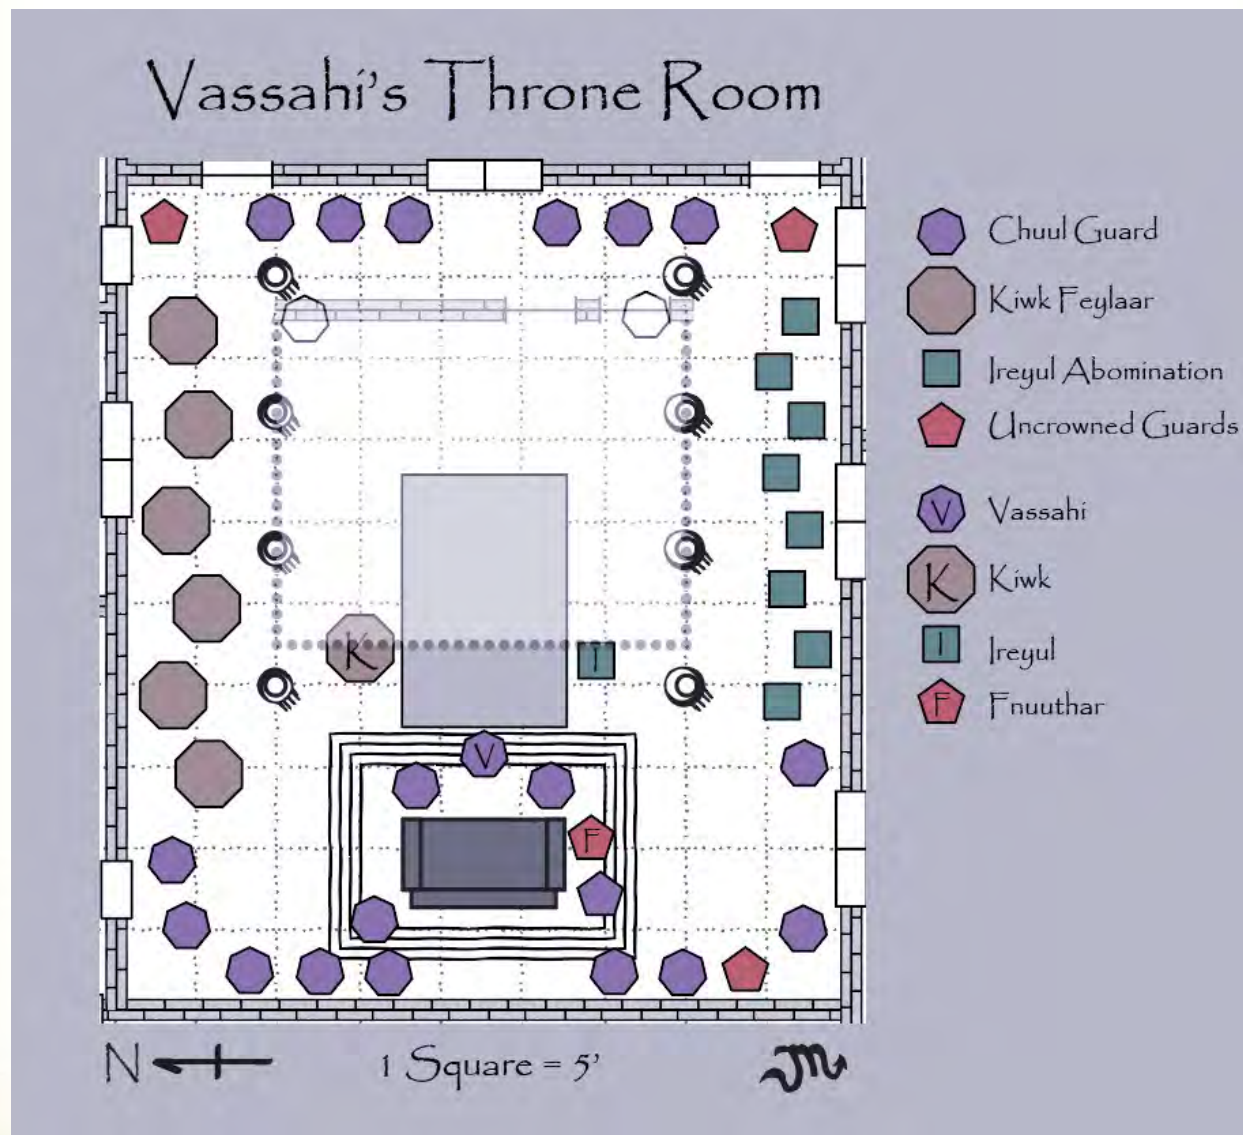 Vassahi's Throne Room
Chuul Guard
Kiwk Feylaar
Ireyul Abomination
Uncrowned Guards
V Vassahi
K Kiwk
I Ireyul
F Fnuuthar
K
I
V
F
N
1 Square = 5'